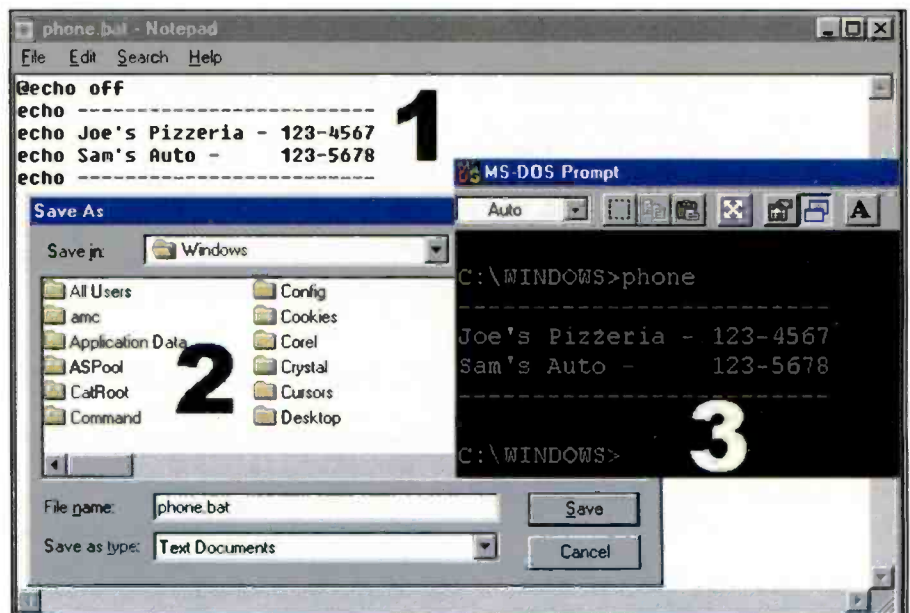 phone.bat - Notepad
File Edit Search Help
@echo off
echo -------------------------
echo Joe's Pizzeria - 123-4567
echo Sam's Auto -     123-5678
echo -------------------------
1
Save As
Save in: Windows
All Users
amc
Application Data
ASPool
CatRoot
Command
Config
Cookies
Corel
Crystal
Cursors
Desktop
2
File name: phone.bat
Save
Save as type: Text Documents
Cancel
MS-DOS Prompt
Auto
A
C:\WINDOWS>phone
-------------------------
Joe's Pizzeria - 123-4567
Sam's Auto -     123-5678
-------------------------
3
C:\WINDOWS>